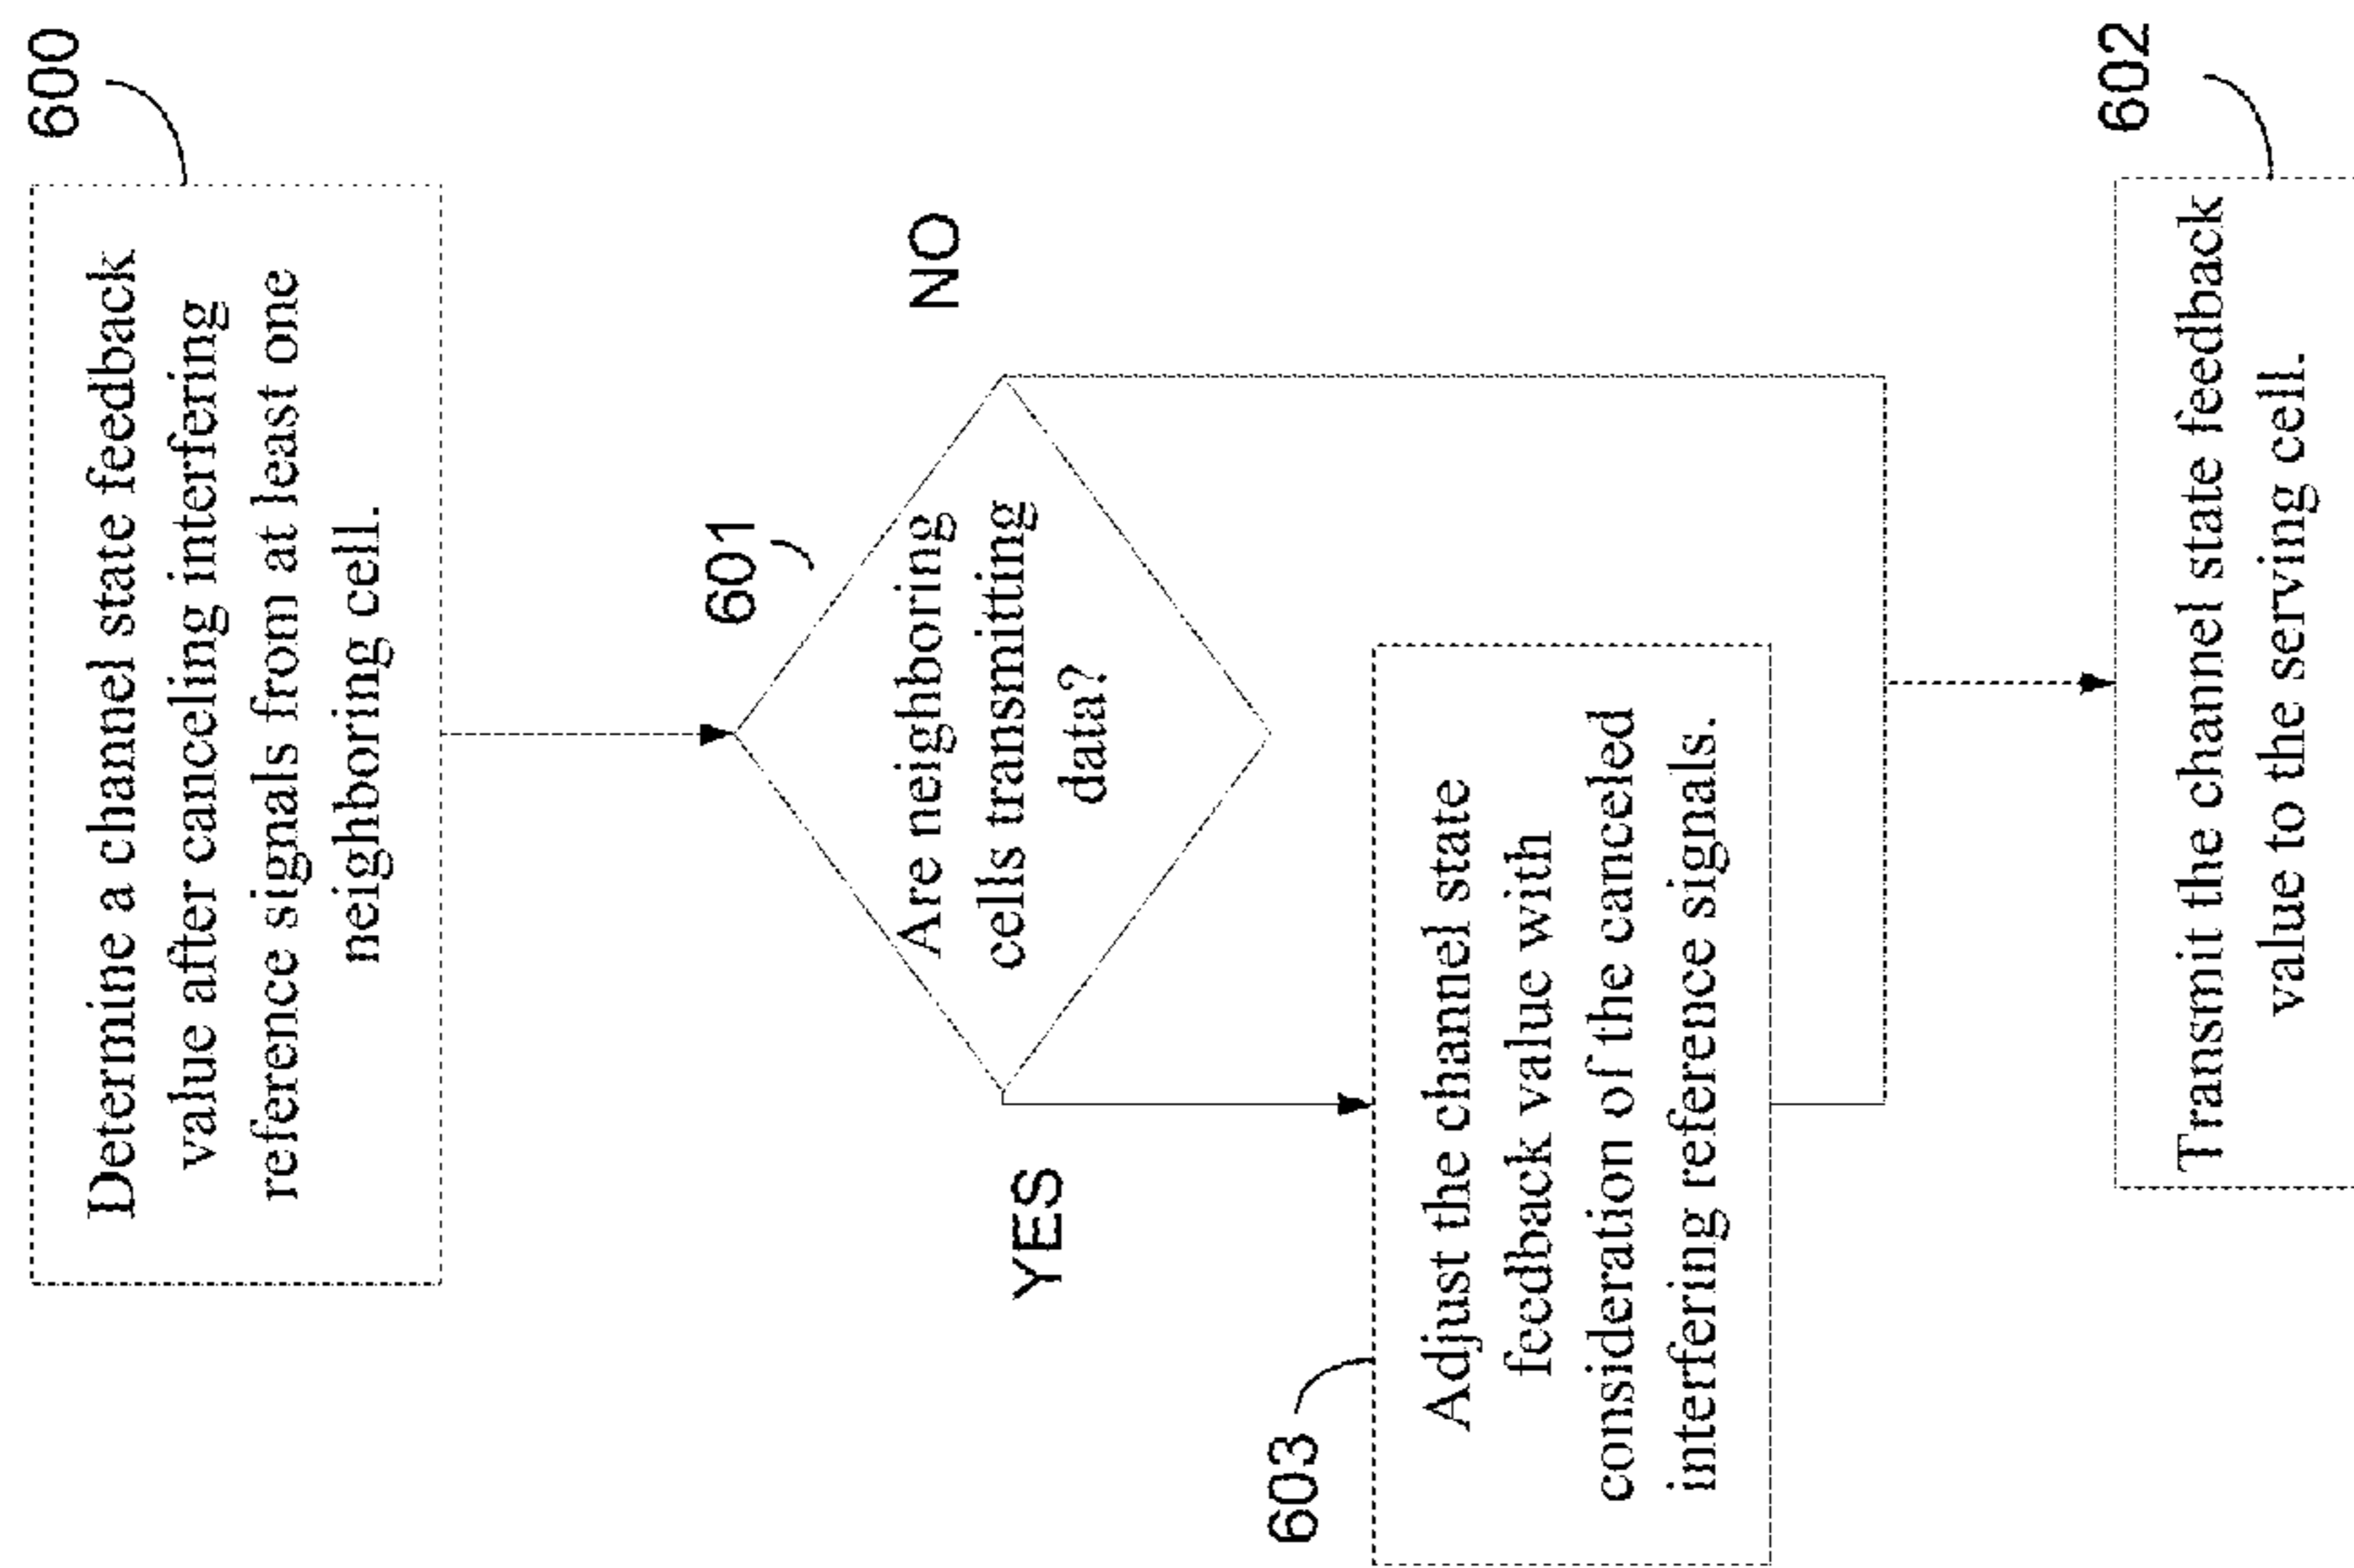 600
Determine a channel state feedback
value after canceling interfering
reference signals from at least one
neighboring cell.
601
Are neighboring
cells transmitting
data?
YES
NO
603
Adjust the channel state
feedback value with
consideration of the canceled
interfering reference signals.
602
Transmit the channel state feedback
value to the serving cell.